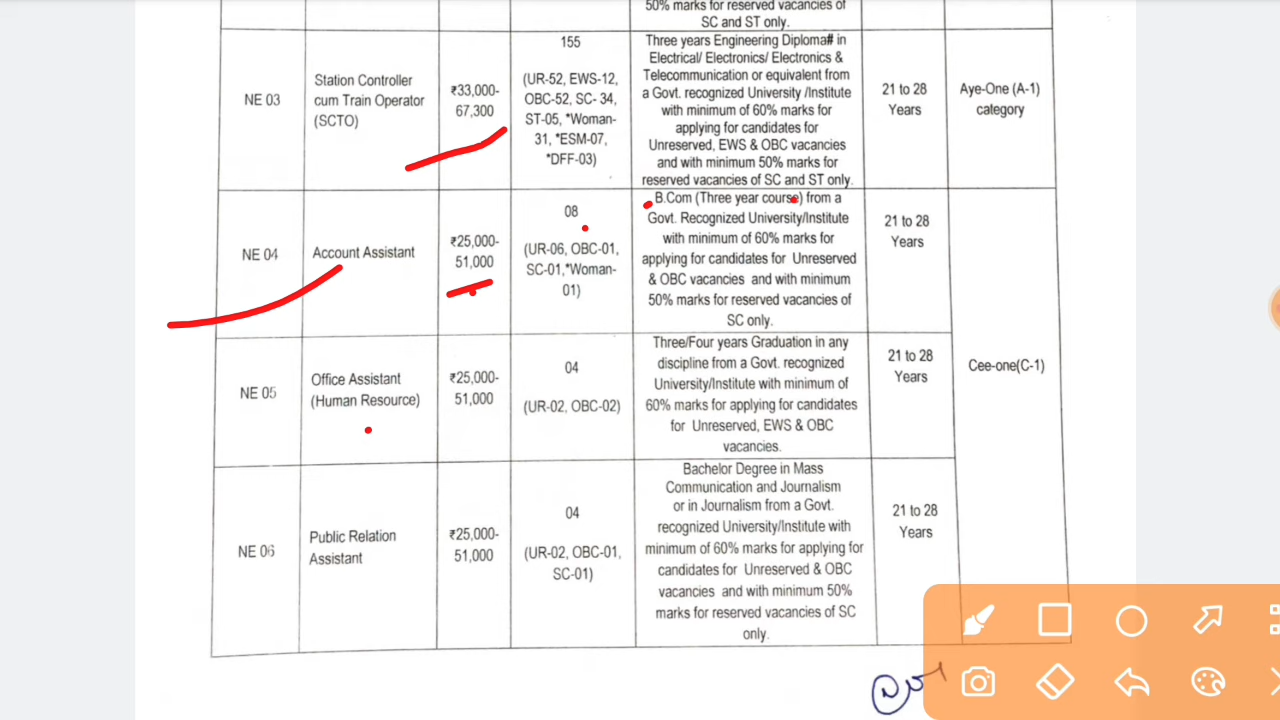 50% marks for reserved vacancies of
SC and ST only.
NE 03
Station Controller
cum Train Operator
(SCTO)
₹33,000-
67,300
155
(UR-52, EWS-12,
OBC-52, SC- 34,
ST-05, *Woman-
31, *ESM-07,
*DFF-03)
Three years Engineering Diploma# in
Electrical/ Electronics/ Electronics &
Telecommunication or equivalent from
a Govt. recognized University /Institute
with minimum of 60% marks for
applying for candidates for
Unreserved, EWS & OBC vacancies
and with minimum 50% marks for
reserved vacancies of SC and ST only.
21 to 28
Years
Aye-One (A-1)
category
NE 04
Account Assistant
₹25,000-
51,000
08
(UR-06, OBC-01,
SC-01,*Woman-
01)
B.Com (Three year course) from a
Govt. Recognized University/Institute
with minimum of 60% marks for
applying for candidates for Unreserved
& OBC vacancies and with minimum
50% marks for reserved vacancies of
SC only.
21 to 28
Years
Cee-one(C-1)
NE 05
Office Assistant
(Human Resource)
₹25,000-
51,000
04
(UR-02, OBC-02)
Three/Four years Graduation in any
discipline from a Govt. recognized
University/Institute with minimum of
60% marks for applying for candidates
for Unreserved, EWS & OBC
vacancies.
21 to 28
Years
NE 06
Public Relation
Assistant
₹25,000-
51,000
04
(UR-02, OBC-01,
SC-01)
Bachelor Degree in Mass
Communication and Journalism
or in Journalism from a Govt.
recognized University/Institute with
minimum of 60% marks for applying for
candidates for Unreserved & OBC
vacancies and with minimum 50%
marks for reserved vacancies of SC
only.
21 to 28
Years